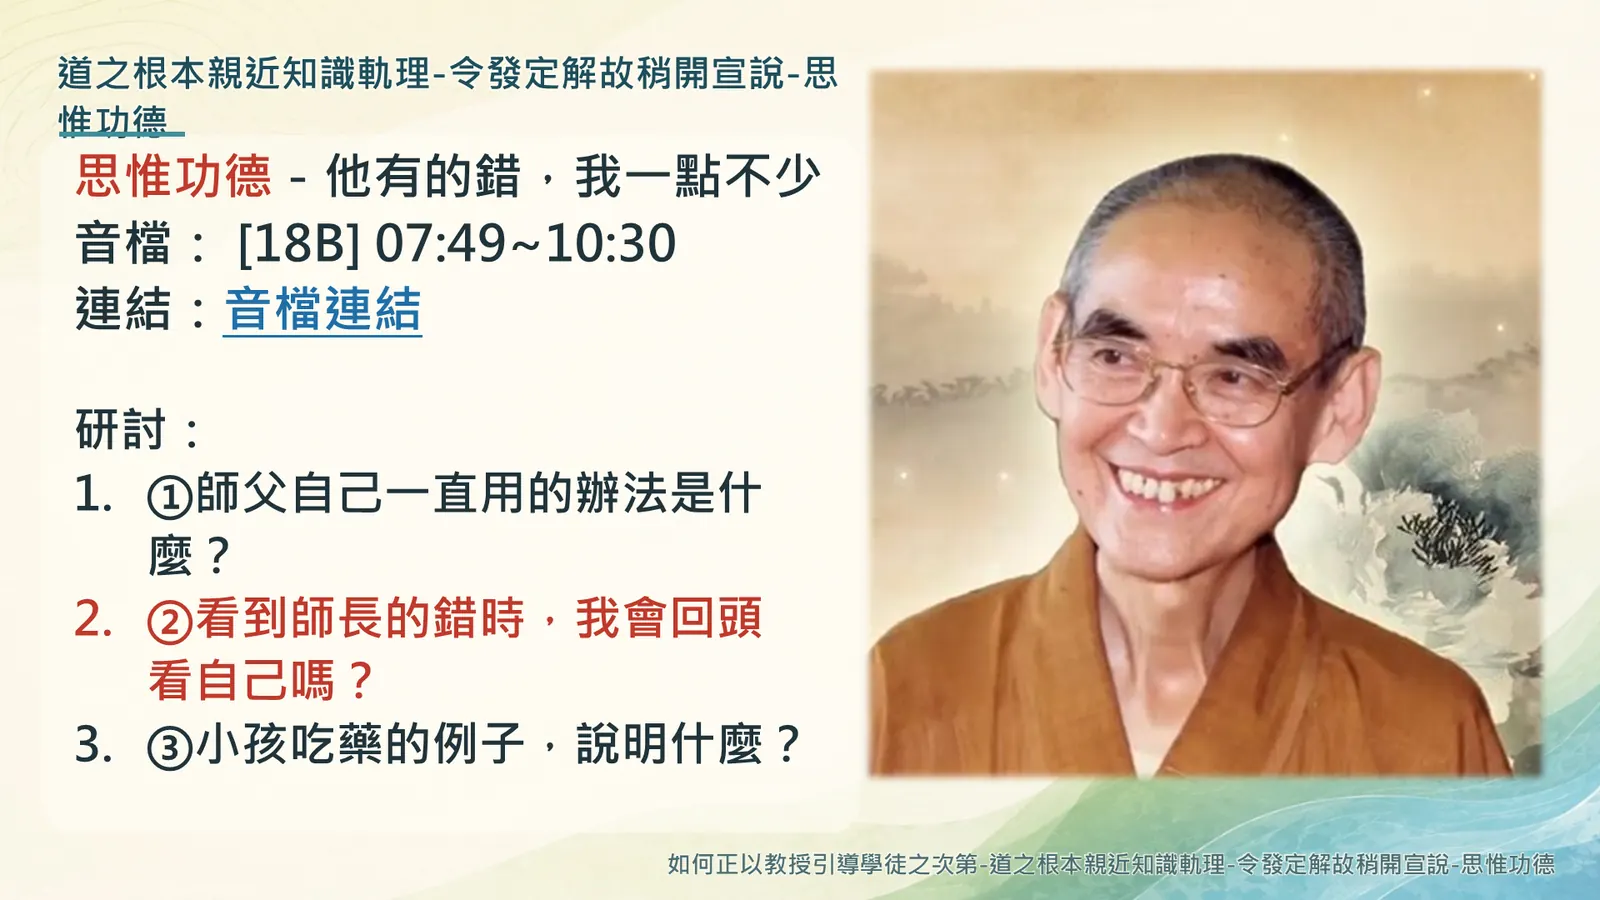 道之根本親近知識軌理-令發定解故稍開宣說-思
惟功德
思惟功德 - 他有的錯，我一點不少
音檔： [18B] 07:49~10:30
連結：音檔連結
研討：
1. ①師父自己一直用的辦法是什
麼？
2. ②看到師長的錯時，我會回頭
看自己嗎？
3. ③小孩吃藥的例子，說明什麼？
如何正以教授引導學徒之次第-道之根本親近知識軌理-令發定解故稍開宣說-思惟功德